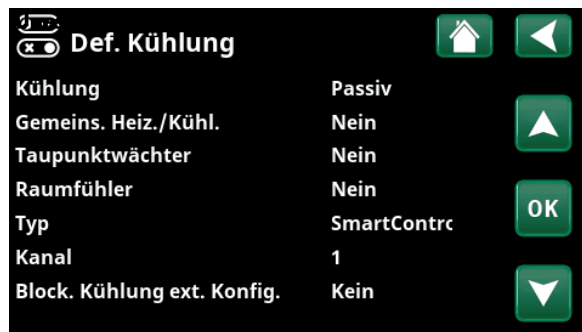 Def. Kühlung
Kühlung Passiv
Gemeins. Heiz./Kühl. Nein
Taupunktwächter Nein
Raumfühler Nein
OK
Typ SmartContrc
Kanal 1
Block. Kühlung ext. Konfig. Kein